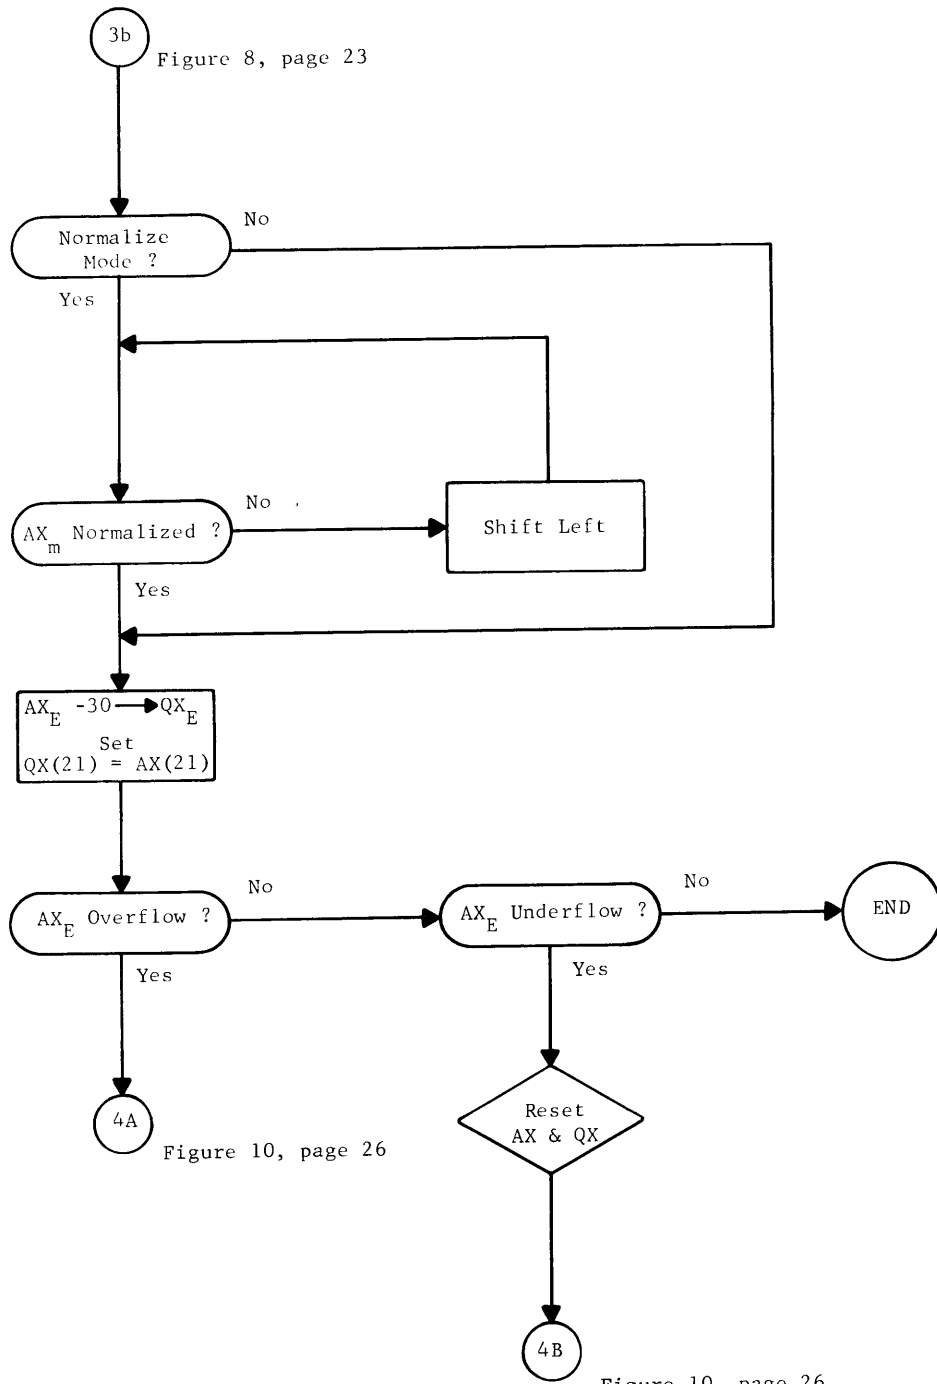 3b
Figure 8, page 23
No
Normalize
Mode ?
Yes
No
AXm Normalized ?
Shift Left
Yes
AXE -30 → QXE
Set
QX(21) = AX(21)
No
No
AXE Overflow ?
AXE Underflow ?
END
Yes
Yes
4A
Reset
AX & QX
Figure 10, page 26
4B
Figure 10, page 26